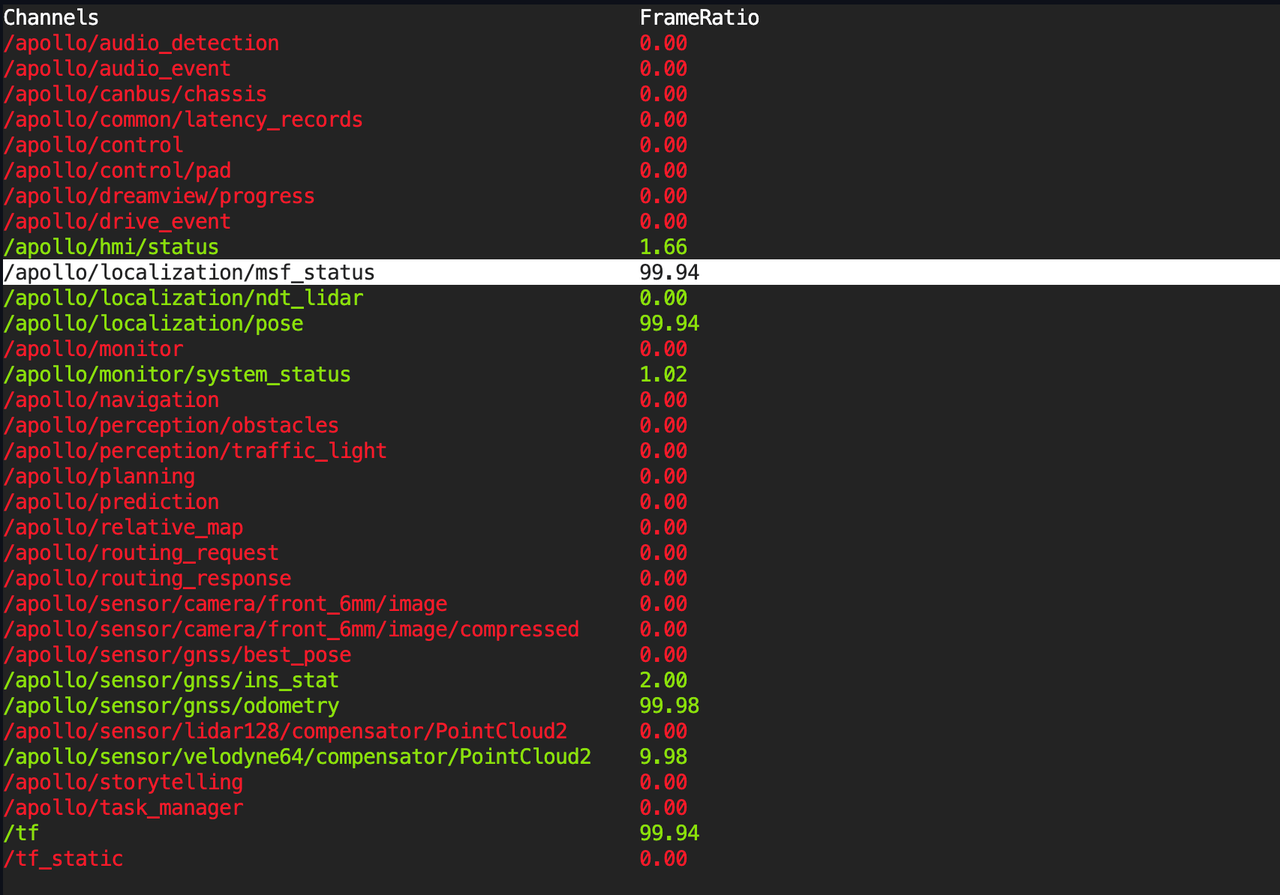 Channels FrameRatio
/apollo/audio_detection 0.00
/apollo/audio_event 0.00
/apollo/canbus/chassis 0.00
/apollo/common/latency_records 0.00
/apollo/control 0.00
/apollo/control/pad 0.00
/apollo/dreamview/progress 0.00
/apollo/drive_event 0.00
/apollo/hmi/status 1.66
/apollo/localization/msf_status 99.94
/apollo/localization/ndt_lidar 0.00
/apollo/localization/pose 99.94
/apollo/monitor 0.00
/apollo/monitor/system_status 1.02
/apollo/navigation 0.00
/apollo/perception/obstacles 0.00
/apollo/perception/traffic_light 0.00
/apollo/planning 0.00
/apollo/prediction 0.00
/apollo/relative_map 0.00
/apollo/routing_request 0.00
/apollo/routing_response 0.00
/apollo/sensor/camera/front_6mm/image 0.00
/apollo/sensor/camera/front_6mm/image/compressed 0.00
/apollo/sensor/gnss/best_pose 0.00
/apollo/sensor/gnss/ins_stat 2.00
/apollo/sensor/gnss/odometry 99.98
/apollo/sensor/lidar128/compensator/PointCloud2 0.00
/apollo/sensor/velodyne64/compensator/PointCloud2 9.98
/apollo/storytelling 0.00
/apollo/task_manager 0.00
/tf 99.94
/tf_static 0.00